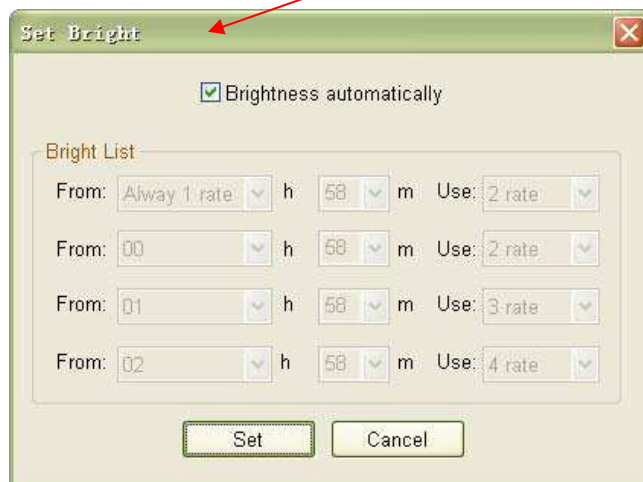 Set Bright
Brightness automatically
Bright List
From: Alway 1 rate h 58 m Use: 2 rate
From: 00 h 58 m Use: 2 rate
From: 01 h 58 m Use: 3 rate
From: 02 h 58 m Use: 4 rate
Set Cancel